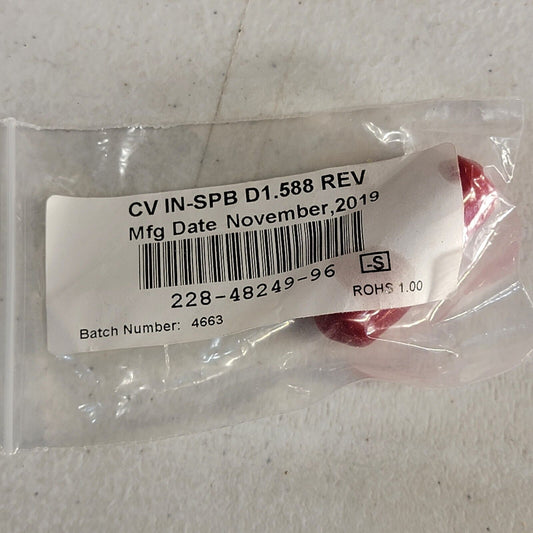 CV IN-SPB D1.588 REV
Mfg Date November,2019
228-48249-96
-S
ROHS 1.00
Batch Number: 4663